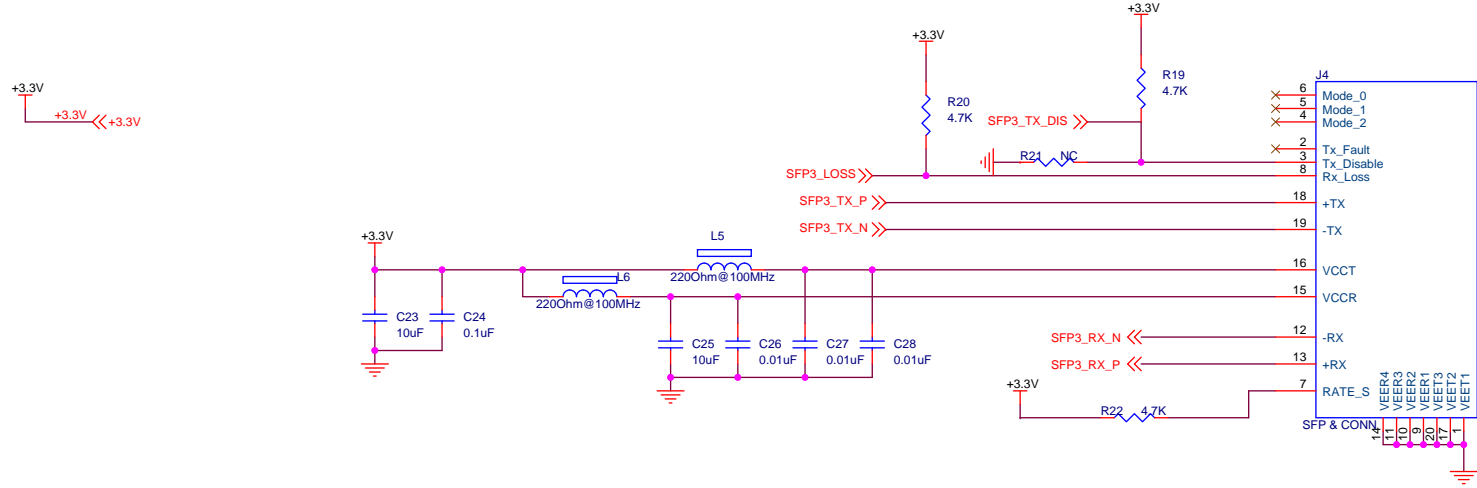 +3.3V
+3.3V
J4
+3.3V
R19
4.7K
+3.3V
+3.3V
+3.3V
R20
4.7K
SFP3_TX_DIS
6
Mode_0
5
Mode_1
4
Mode_2
2
Tx_Fault
R21
NC
3
Tx_Disable
SFP3_LOSS
8
Rx_Loss
SFP3_TX_P
18
+TX
SFP3_TX_N
19
-TX
+3.3V
L5
220Ohm@100MHz
16
VCCT
L6
220Ohm@100MHz
15
VCCR
C23
10uF
C24
0.1uF
C25
10uF
C26
0.01uF
C27
0.01uF
C28
0.01uF
SFP3_RX_N
12
-RX
SFP3_RX_P
13
+RX
+3.3V
7
RATE_S
R22
4.7K
SFP & CONN
VEER4
VEER3
VEER2
VEER1
VEET3
VEET2
VEET1
14
11
10
9
20
17
1